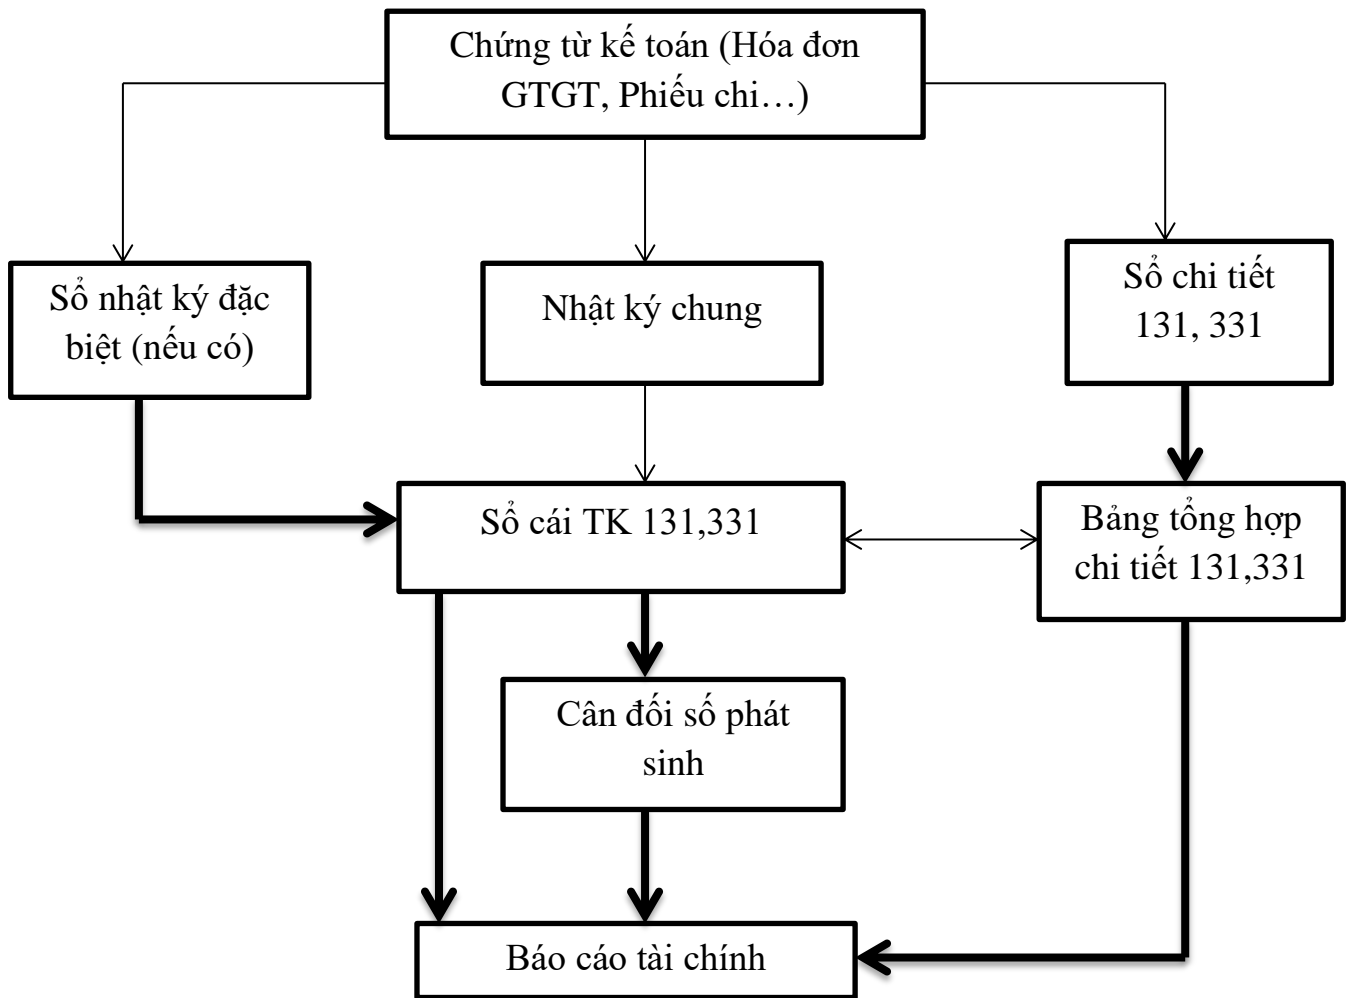 Chứng từ kế toán (Hóa đơn
GTGT, Phiếu chi…)
Sổ nhật ký đặc
biệt (nếu có)
Nhật ký chung
Sổ chi tiết
131, 331
Sổ cái TK 131,331
Bảng tổng hợp
chi tiết 131,331
Cân đối số phát
sinh
Báo cáo tài chính